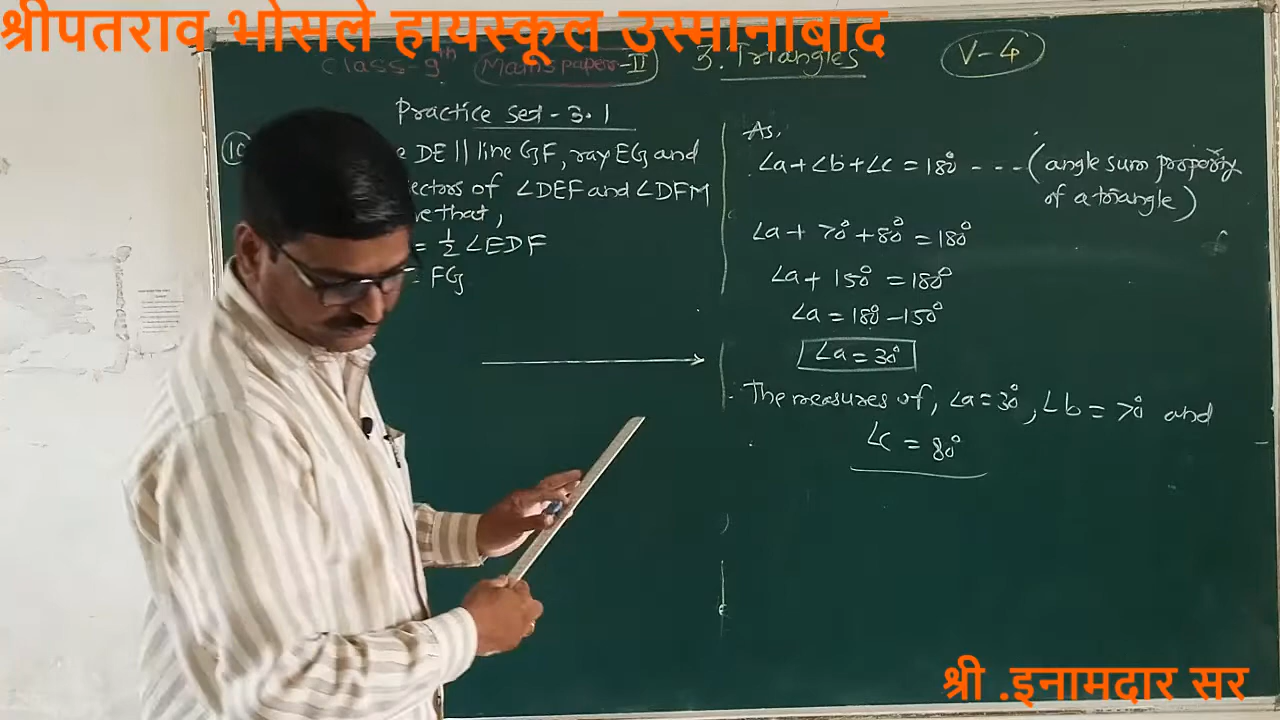 श्रीपतराव भोसले हायस्कूल उस्मानाबाद
Class-9th Maths paper-II 3. Triangles V-4
Practice set - 3.1
DE || line GF, ray EG and
ectors of ∠DEF and ∠DFM
that,
= 1/2 ∠EDF
= FG
As,
∠a+∠b+∠c = 180° --- (angle sum property
of a triangle)
∠a + 70° + 80° = 180°
∠a + 150° = 180°
∠a = 180° - 150°
∠a = 30°
The measures of, ∠a = 30°, ∠b = 70° and
∠c = 80°
श्री .इनामदार सर